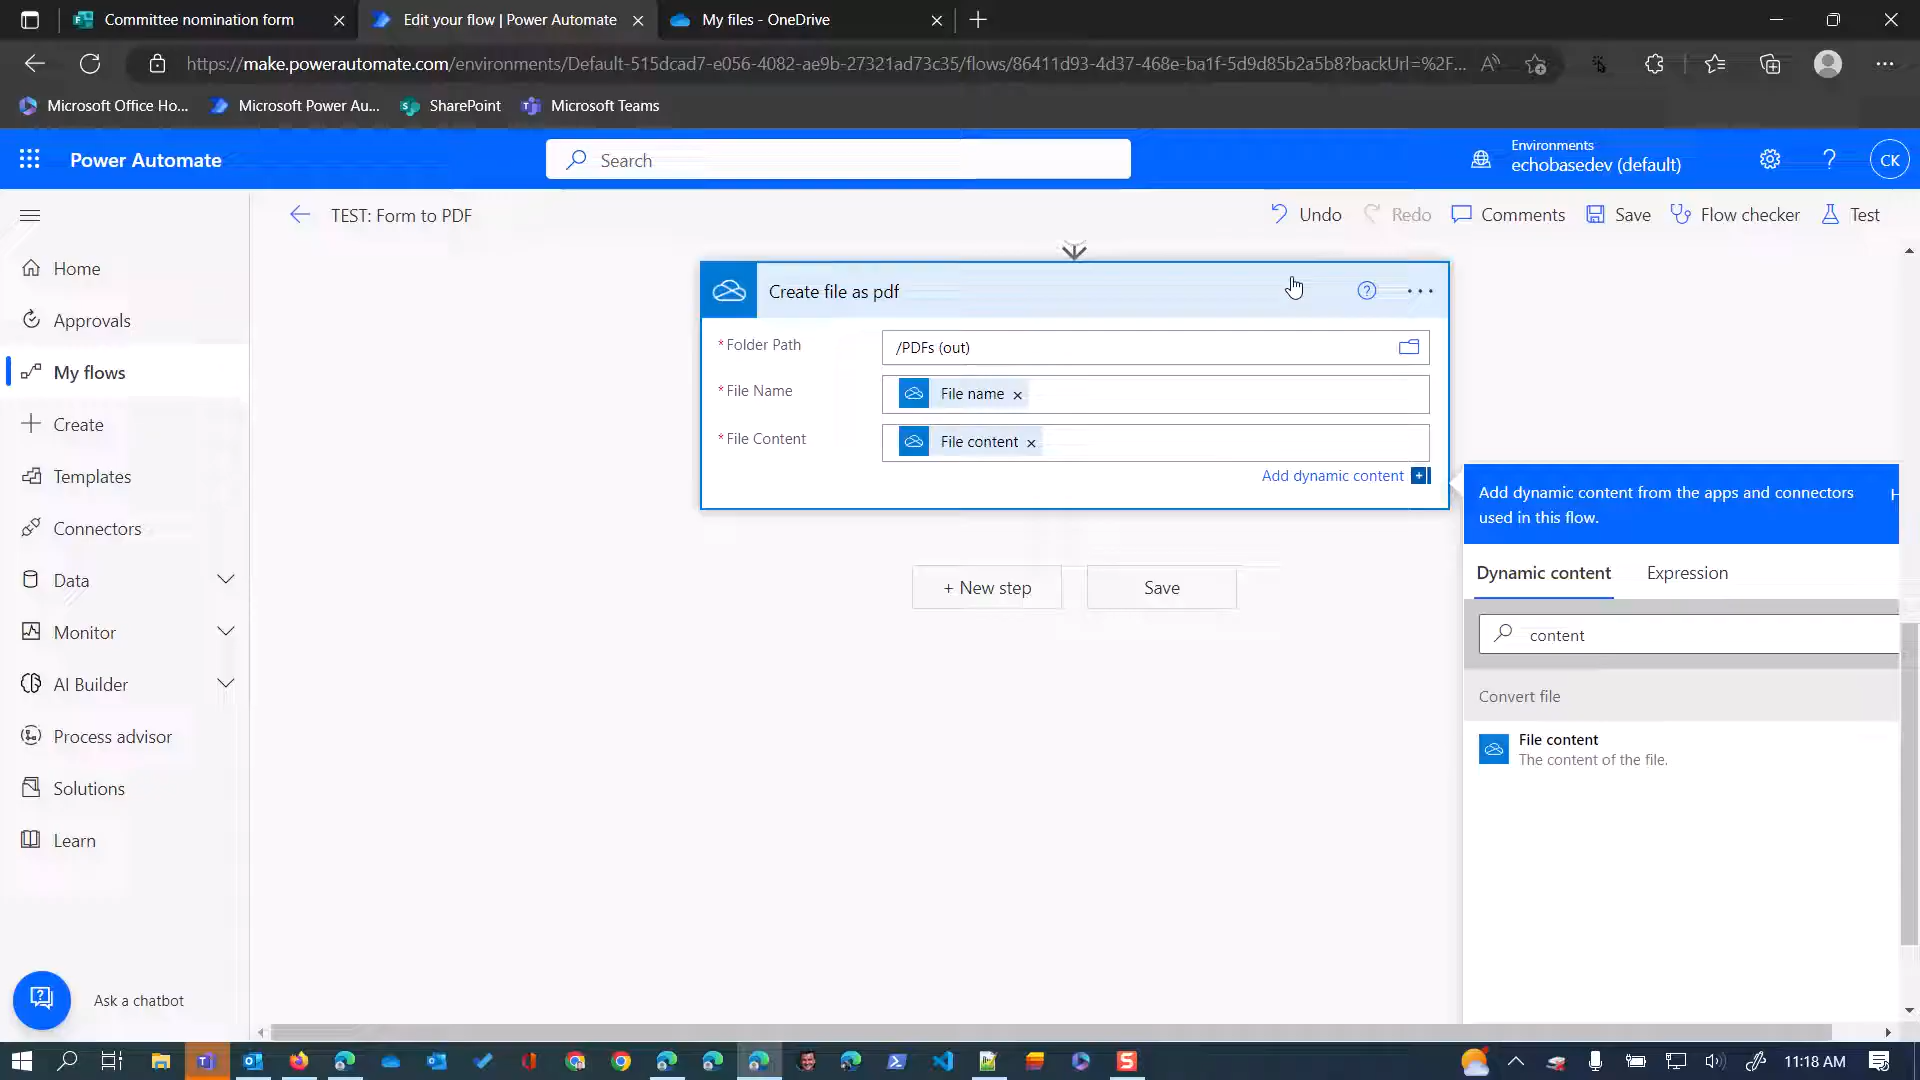 Committee nomination form
Edit your flow | Power Automate
My files - OneDrive
https://make.powerautomate.com/environments/Default-515dcad7-e056-4082-ae9b-27321ad73c35/flows/86411d93-4d37-468e-ba1f-5d9d85b2a5b8?backUrl=%2F...
Microsoft Office Ho...
Microsoft Power Au...
SharePoint
Microsoft Teams
Power Automate
Search
Environments
echobasedev (default)
CK
TEST: Form to PDF
Undo
Redo
Comments
Save
Flow checker
Test
Home
Approvals
My flows
Create
Templates
Connectors
Data
Monitor
AI Builder
Process advisor
Solutions
Learn
Ask a chatbot
Create file as pdf
* Folder Path
/PDFs (out)
* File Name
File name
* File Content
File content
Add dynamic content
+ New step
Save
Add dynamic content from the apps and connectors
used in this flow.
Dynamic content
Expression
content
Convert file
File content
The content of the file.
11:18 AM